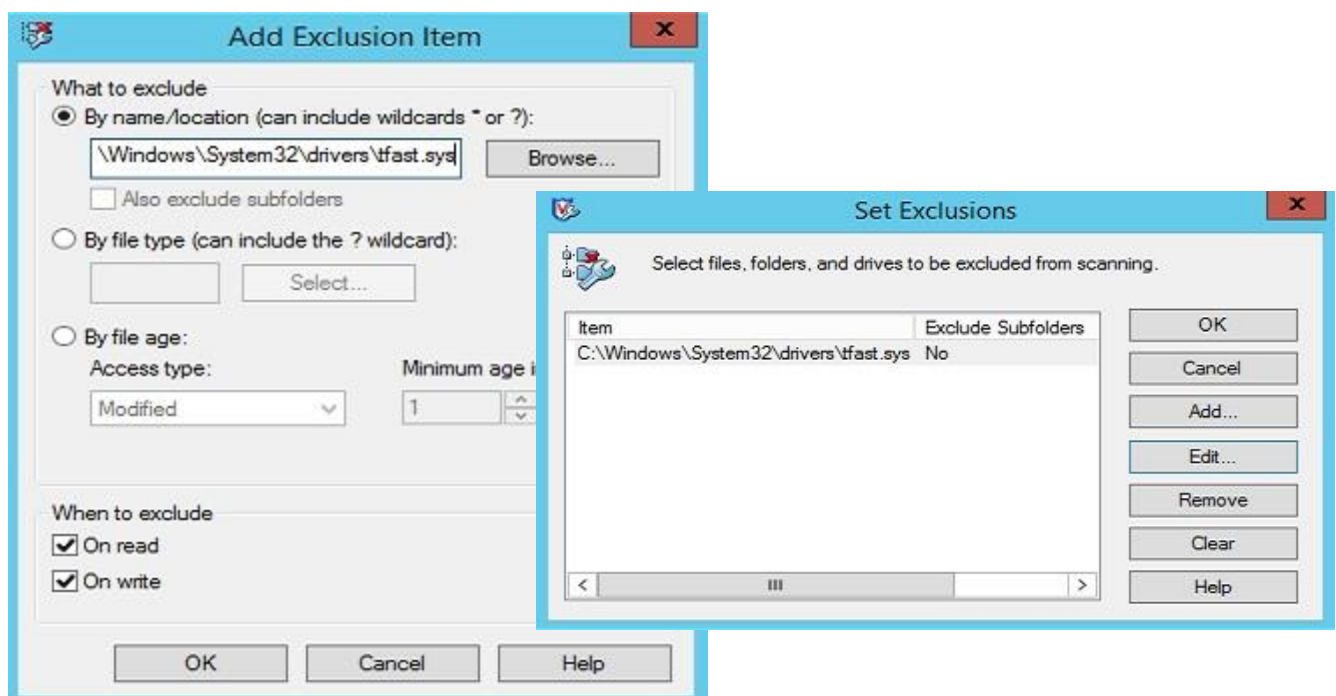 Add Exclusion Item
What to exclude
By name/location (can include wildcards * or ?):
\Windows\System32\drivers\tfast.sys
Browse...
Also exclude subfolders
By file type (can include the ? wildcard):
Select...
By file age:
Access type:
Minimum age i
Modified
1
When to exclude
On read
On write
OK
Cancel
Help
Set Exclusions
Select files, folders, and drives to be excluded from scanning.
Item
Exclude Subfolders
C:\Windows\System32\drivers\tfast.sys
No
OK
Cancel
Add...
Edit...
Remove
Clear
Help